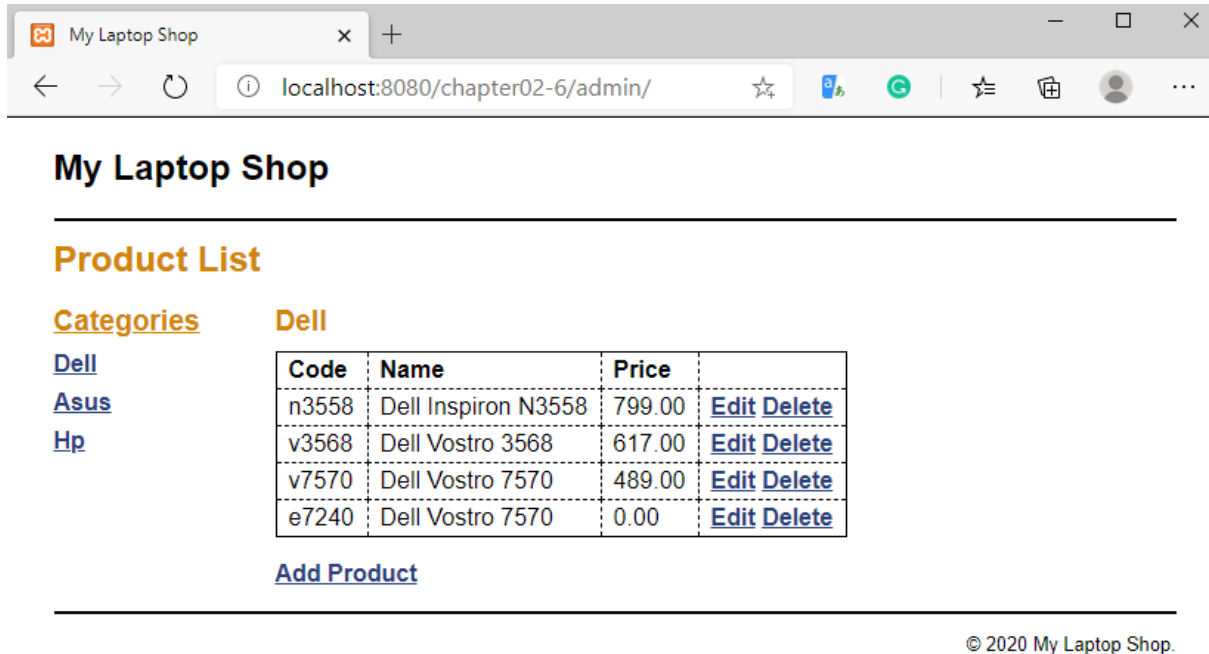 My Laptop Shop
localhost:8080/chapter02-6/admin/
My Laptop Shop
Product List
Categories
Dell
Asus
Hp
Dell
Code Name Price
n3558 Dell Inspiron N3558 799.00 Edit Delete
v3568 Dell Vostro 3568 617.00 Edit Delete
v7570 Dell Vostro 7570 489.00 Edit Delete
e7240 Dell Vostro 7570 0.00 Edit Delete
Add Product
© 2020 My Laptop Shop.